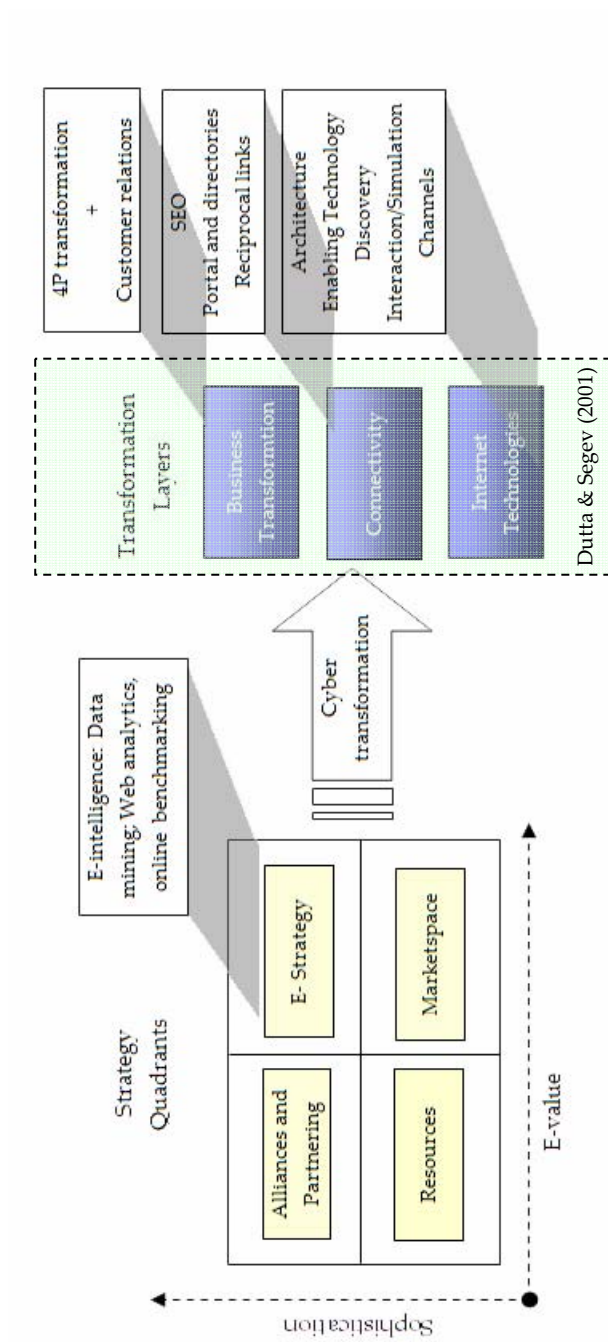 Strategy
Quadrants
E-intelligence: Data
mining; Web analytics,
online benchmarking
Alliances and
Partnering
E- Strategy
Resources
Marketspace
Sophistication
E-value
Cyber
transformation
Transformation
Layers
Business
Transformtion
Connectivity
Internet
Technologies
Dutta & Segev (2001)
4P transformation
+
Customer relations
SEO
Portal and directories
Reciprocal links
Architecture
Enabling Technology
Discovery
Interaction/Simulation
Channels